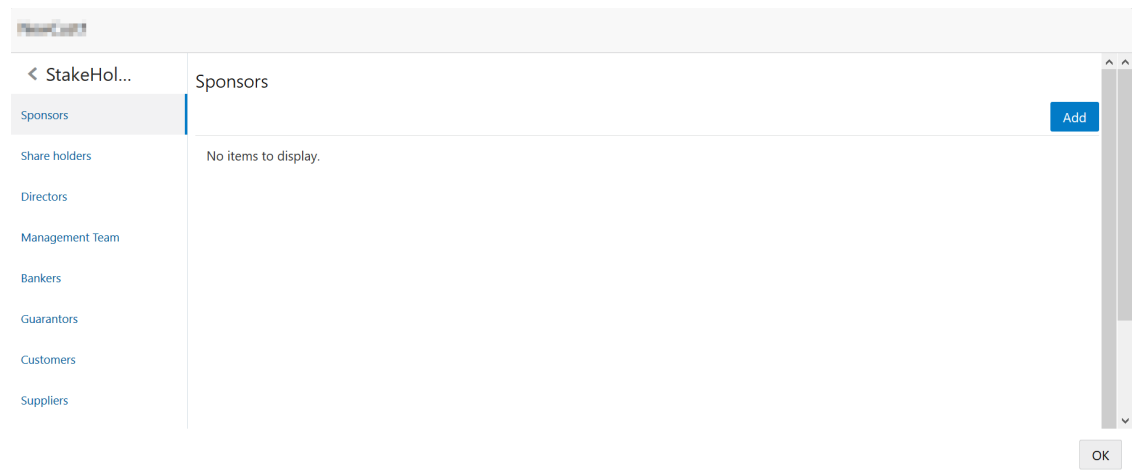 StakeHol...
Sponsors
Share holders
Directors
Management Team
Bankers
Guarantors
Customers
Suppliers
Sponsors
Add
No items to display.
OK